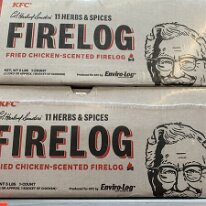 KFC
11 HERBS & SPICES
FIRELOG
FRIED CHICKEN-SCENTED FIRELOG
Enviro-Log
KFC
11 HERBS & SPICES
FIRELOG
FRIED CHICKEN-SCENTED FIRELOG
Enviro-Log